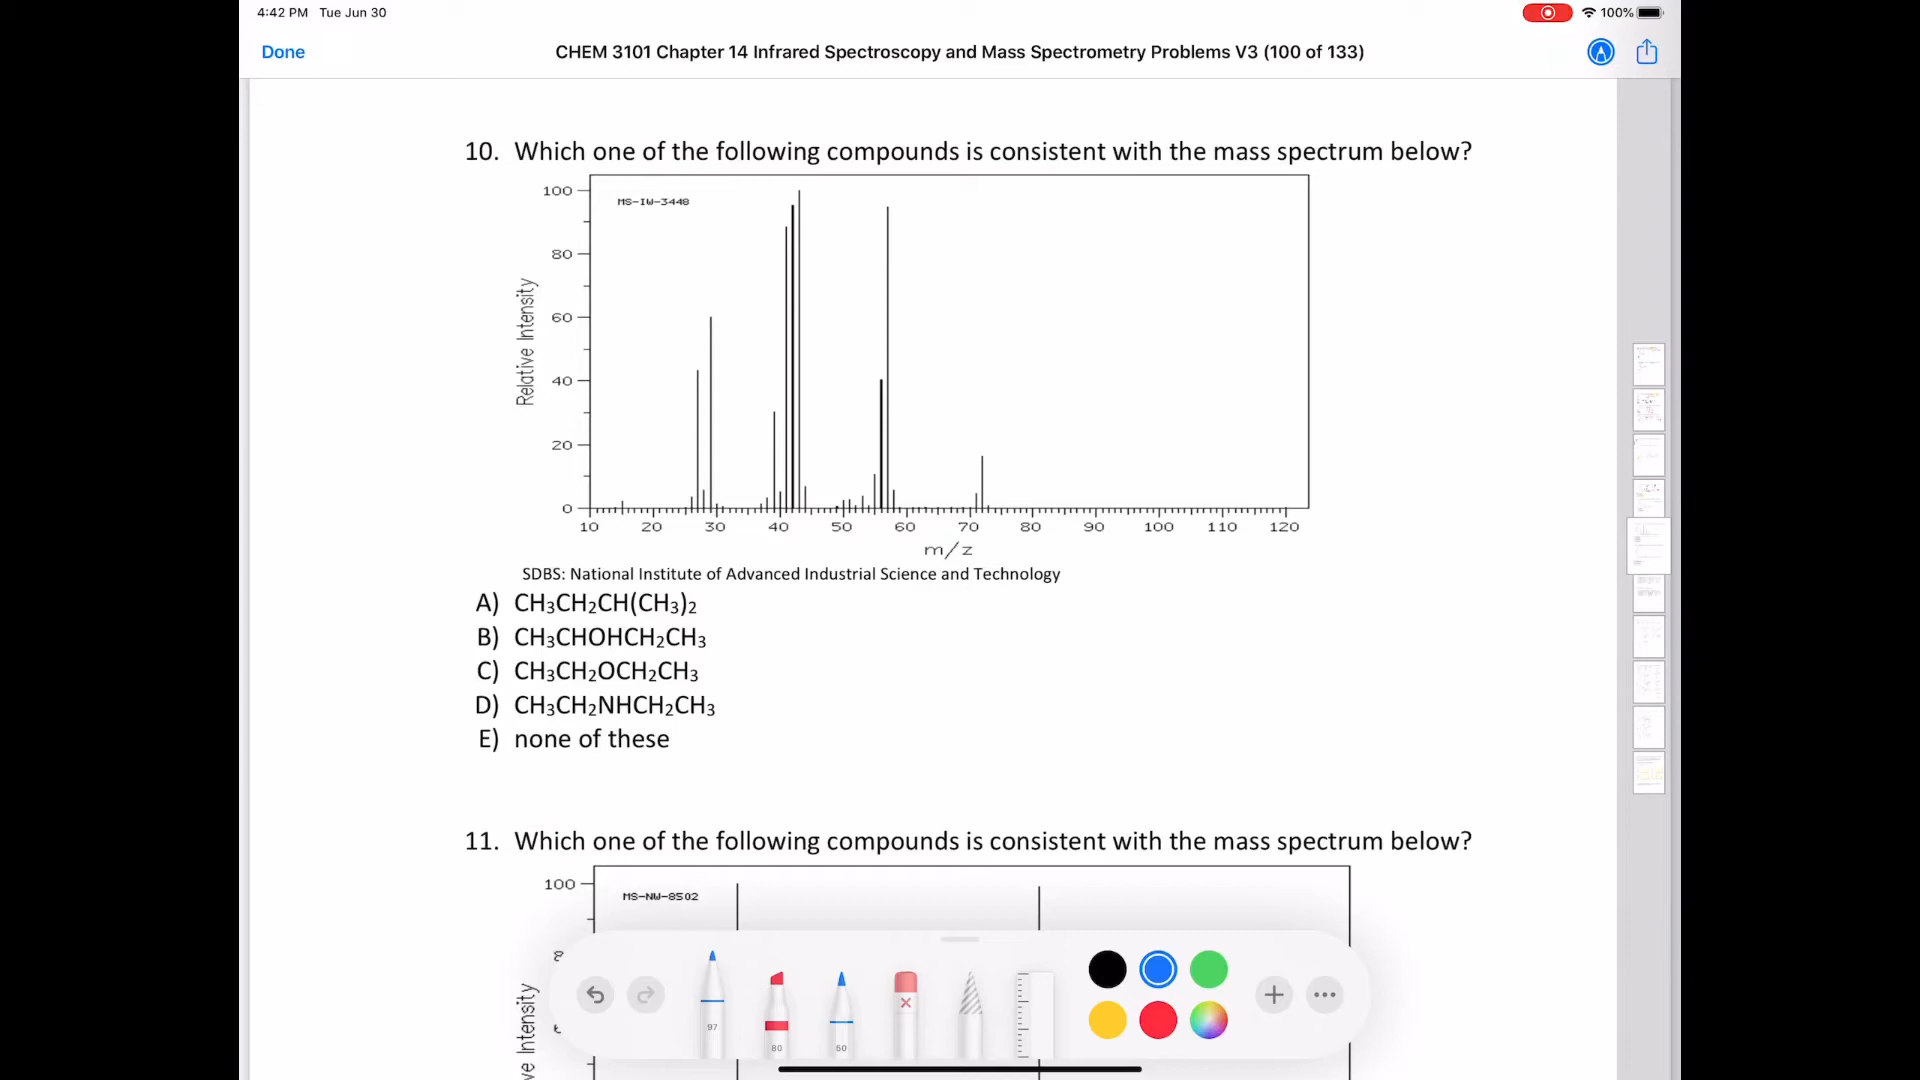 4:42 PM Tue Jun 30
100%
Done
CHEM 3101 Chapter 14 Infrared Spectroscopy and Mass Spectrometry Problems V3 (100 of 133)
10. Which one of the following compounds is consistent with the mass spectrum below?
MS-IW-3448
100
80
60
40
20
0
Relative Intensity
10 20 30 40 50 60 70 80 90 100 110 120
m/z
SDBS: National Institute of Advanced Industrial Science and Technology
A) CH₃CH₂CH(CH₃)₂
B) CH₃CHOHCH₂CH₃
C) CH₃CH₂OCH₂CH₃
D) CH₃CH₂NHCH₂CH₃
E) none of these
11. Which one of the following compounds is consistent with the mass spectrum below?
100
MS-NW-8502
ve Intensity
97
80
50